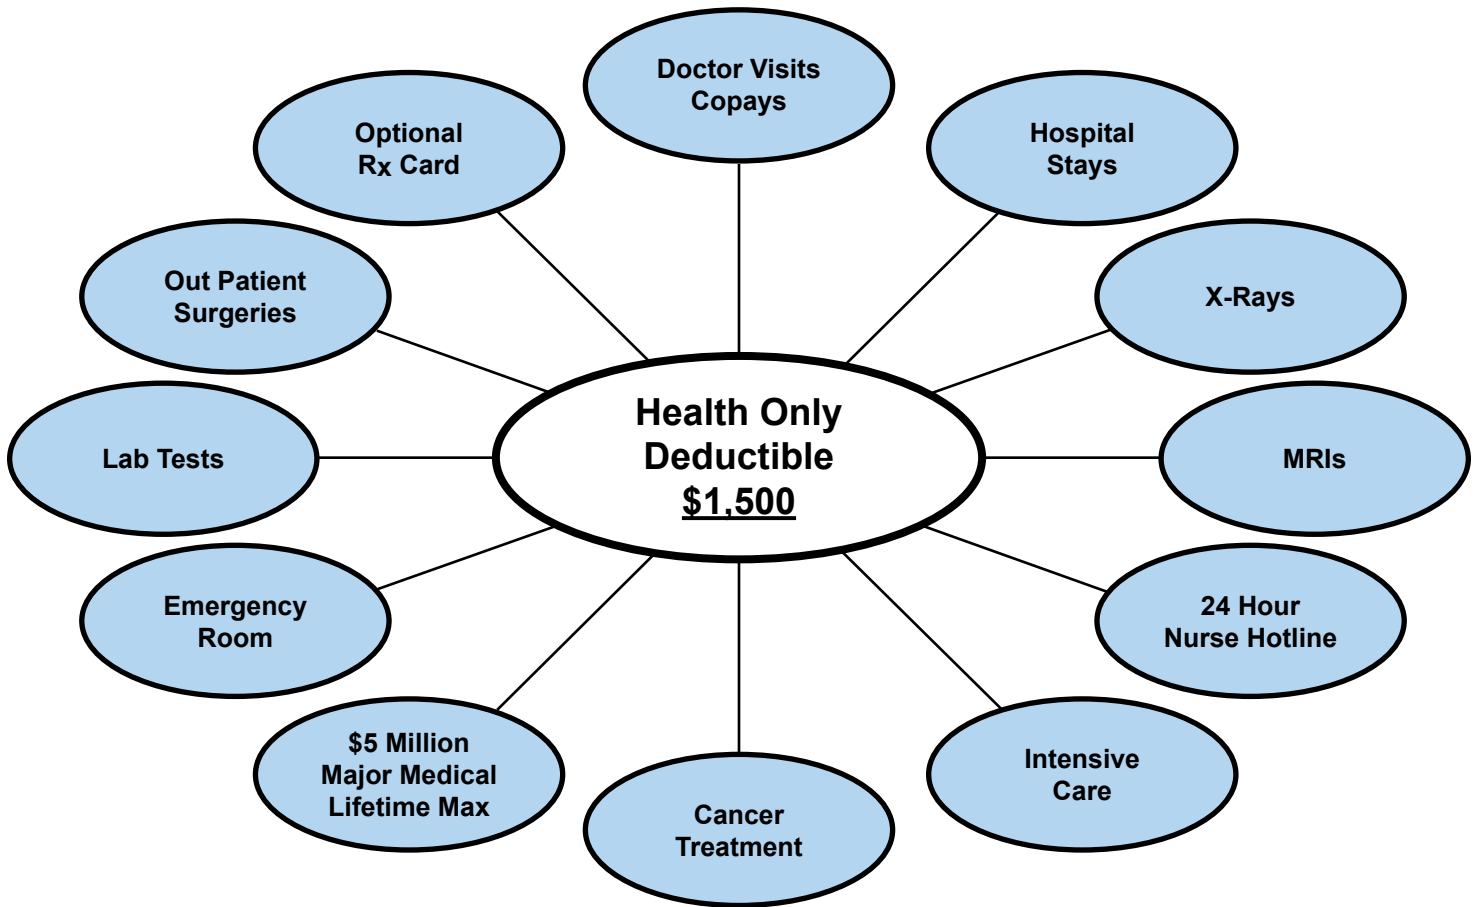 Doctor Visits
Copays
Optional
Rx Card
Hospital
Stays
Out Patient
Surgeries
X-Rays
Health Only
Deductible
$1,500
Lab Tests
MRIs
Emergency
Room
24 Hour
Nurse Hotline
$5 Million
Major Medical
Lifetime Max
Intensive
Care
Cancer
Treatment